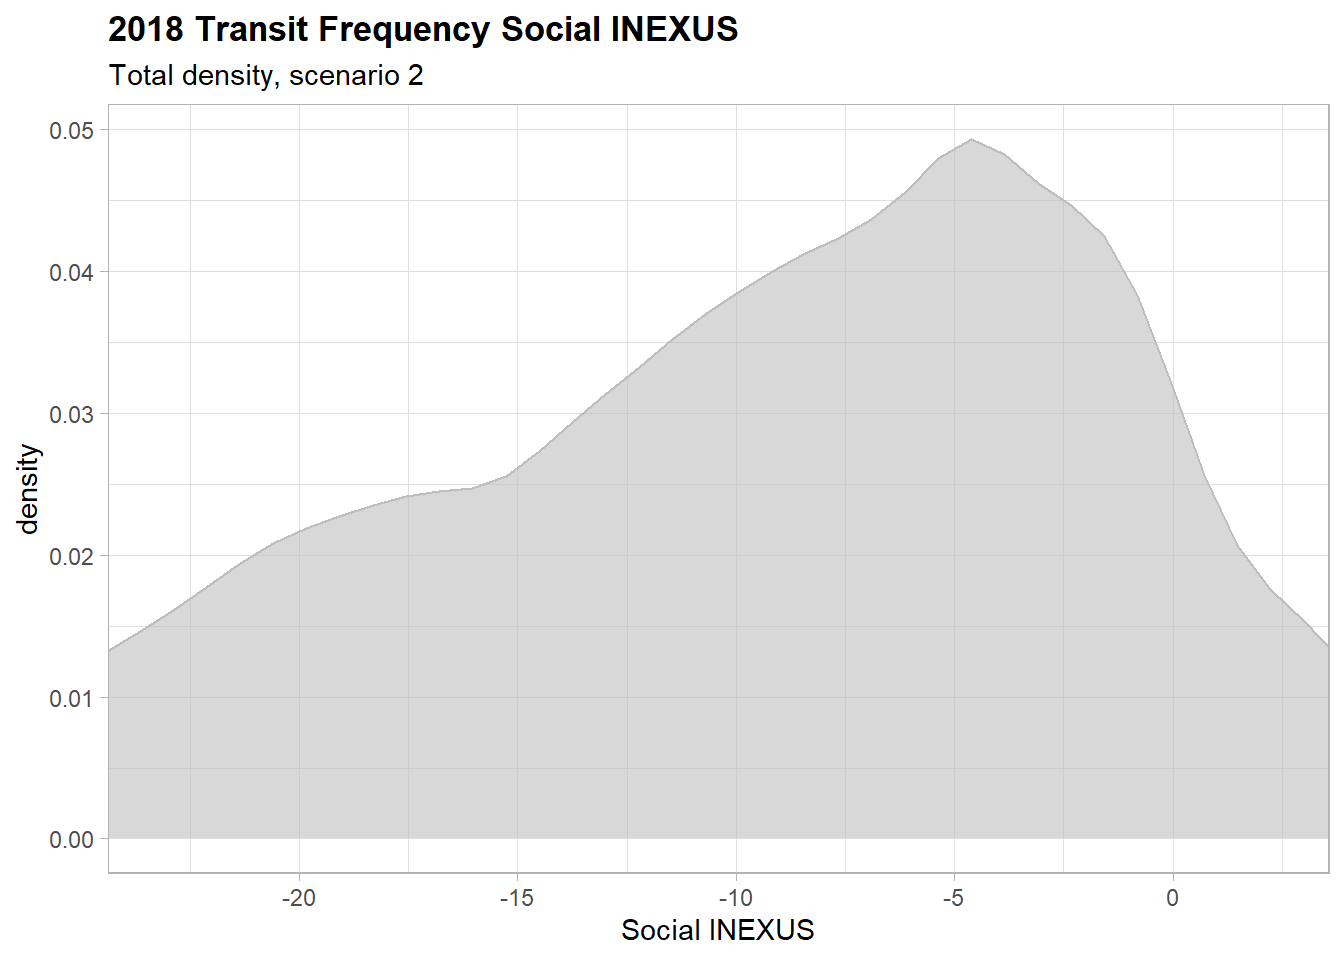 2018 Transit Frequency Social INEXUS
Total density, scenario 2
0.05
0.04
0.03
0.02
0.01
0.00
density
-20 -15 -10 -5 0
Social INEXUS